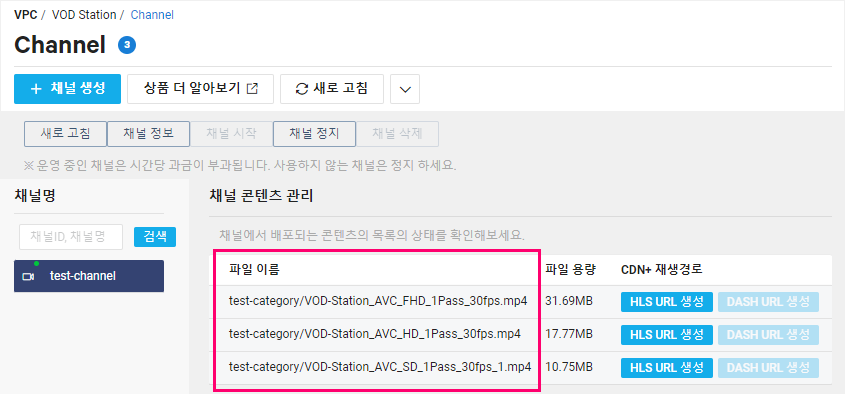 VPC / VOD Station / Channel
Channel 3
+ 채널 생성 상품 더 알아보기 새로 고침
새로 고침 채널 정보 채널 시작 채널 정지 채널 삭제
※ 운영 중인 채널은 시간당 과금이 부과됩니다. 사용하지 않는 채널은 정지 하세요.
채널명 채널 콘텐츠 관리
채널ID, 채널명 검색 채널에서 배포되는 콘텐츠의 목록의 상태를 확인해보세요.
파일 이름 파일 용량 CDN+ 재생경로
test-channel
test-category/VOD-Station_AVC_FHD_1Pass_30fps.mp4 31.69MB HLS URL 생성 DASH URL 생성
test-category/VOD-Station_AVC_HD_1Pass_30fps.mp4 17.77MB HLS URL 생성 DASH URL 생성
test-category/VOD-Station_AVC_SD_1Pass_30fps_1.mp4 10.75MB HLS URL 생성 DASH URL 생성